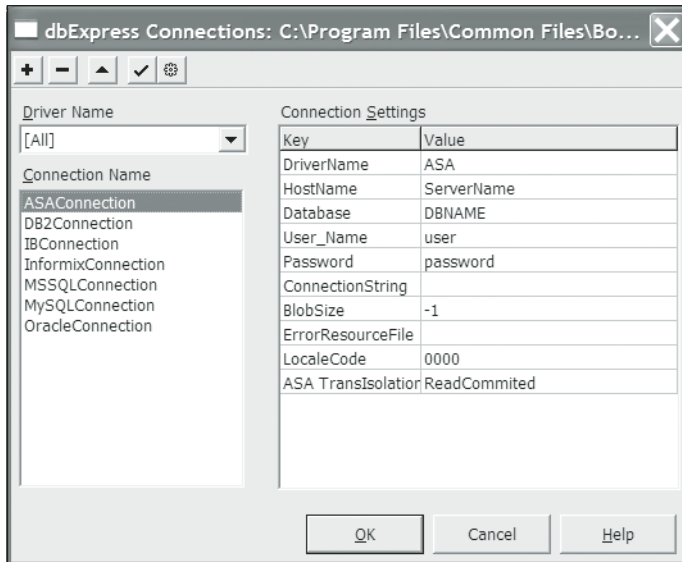 dbExpress Connections: C:\Program Files\Common Files\Bo...
Driver Name
[All]
Connection Name
ASAConnection
DB2Connection
IBConnection
InformixConnection
MSSQLConnection
MySQLConnection
OracleConnection
Connection Settings
Key Value
DriverName ASA
HostName ServerName
Database DBNAME
User_Name user
Password password
ConnectionString
BlobSize -1
ErrorResourceFile
LocaleCode 0000
ASA TransIsolation ReadCommited
OK Cancel Help